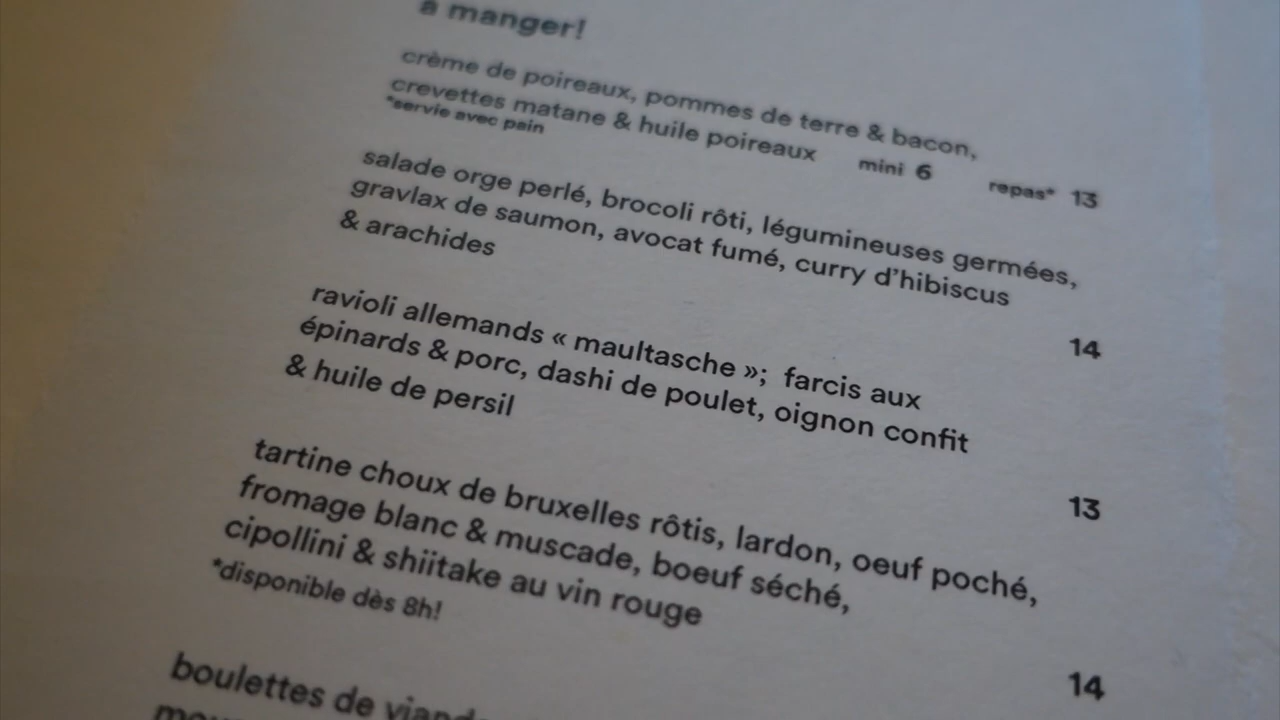 à manger!
crème de poireaux, pommes de terre & bacon,
crevettes matane & huile poireaux mini 6 repas* 13
*servie avec pain
salade orge perlé, brocoli rôti, légumineuses germées,
gravlax de saumon, avocat fumé, curry d'hibiscus
& arachides 14
ravioli allemands « maultasche »; farcis aux
épinards & porc, dashi de poulet, oignon confit
& huile de persil 13
tartine choux de bruxelles rôtis, lardon, oeuf poché,
fromage blanc & muscade, boeuf séché,
cipollini & shiitake au vin rouge 14
*disponible dès 8h!
boulettes de